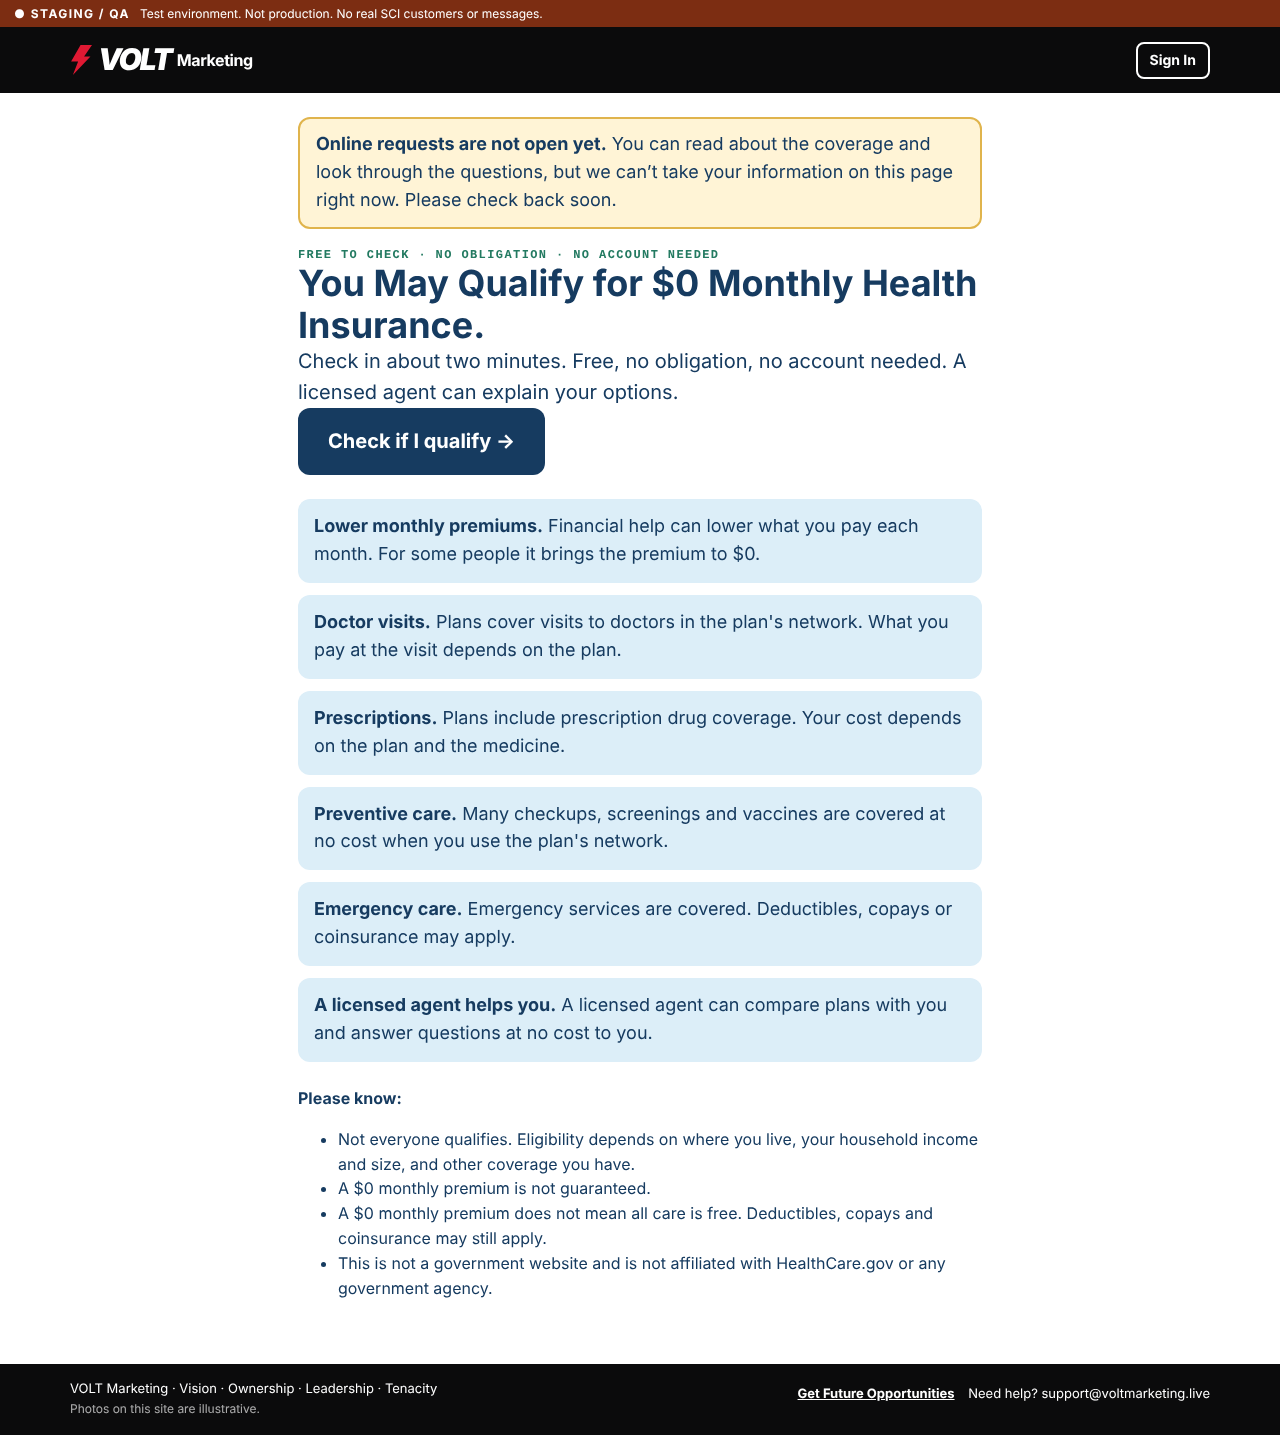 ● STAGING / QA Test environment. Not production. No real SCI customers or messages.
VOLT Marketing
Sign In
Online requests are not open yet. You can read about the coverage and
look through the questions, but we can’t take your information on this page
right now. Please check back soon.
FREE TO CHECK · NO OBLIGATION · NO ACCOUNT NEEDED
You May Qualify for $0 Monthly Health
Insurance.
Check in about two minutes. Free, no obligation, no account needed. A
licensed agent can explain your options.
Check if I qualify →
Lower monthly premiums. Financial help can lower what you pay each
month. For some people it brings the premium to $0.
Doctor visits. Plans cover visits to doctors in the plan's network. What you
pay at the visit depends on the plan.
Prescriptions. Plans include prescription drug coverage. Your cost depends
on the plan and the medicine.
Preventive care. Many checkups, screenings and vaccines are covered at
no cost when you use the plan's network.
Emergency care. Emergency services are covered. Deductibles, copays or
coinsurance may apply.
A licensed agent helps you. A licensed agent can compare plans with you
and answer questions at no cost to you.
Please know:
• Not everyone qualifies. Eligibility depends on where you live, your household income
and size, and other coverage you have.
• A $0 monthly premium is not guaranteed.
• A $0 monthly premium does not mean all care is free. Deductibles, copays and
coinsurance may still apply.
• This is not a government website and is not affiliated with HealthCare.gov or any
government agency.
VOLT Marketing · Vision · Ownership · Leadership · Tenacity
Photos on this site are illustrative.
Get Future Opportunities Need help? support@voltmarketing.live